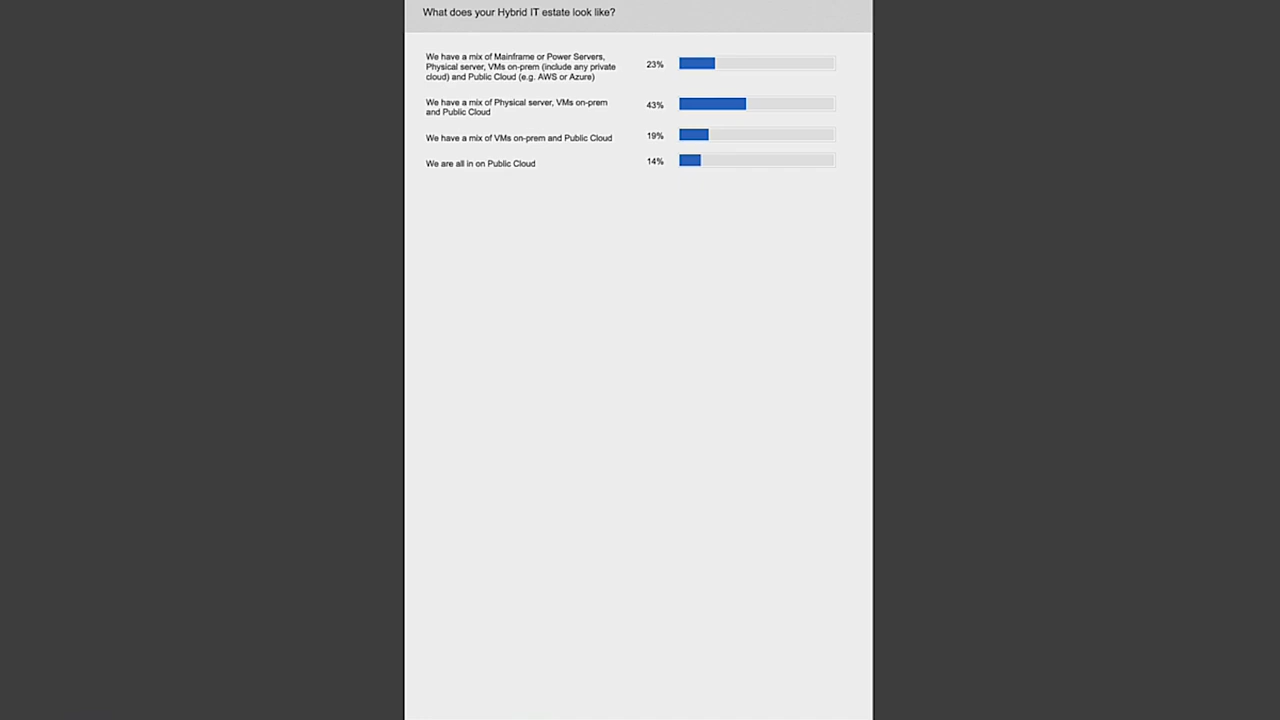 What does your Hybrid IT estate look like?
We have a mix of Mainframe or Power Servers,
Physical server, VMs on-prem (include any private
cloud) and Public Cloud (e.g. AWS or Azure)
23%
We have a mix of Physical server, VMs on-prem
and Public Cloud
43%
We have a mix of VMs on-prem and Public Cloud
19%
We are all in on Public Cloud
14%